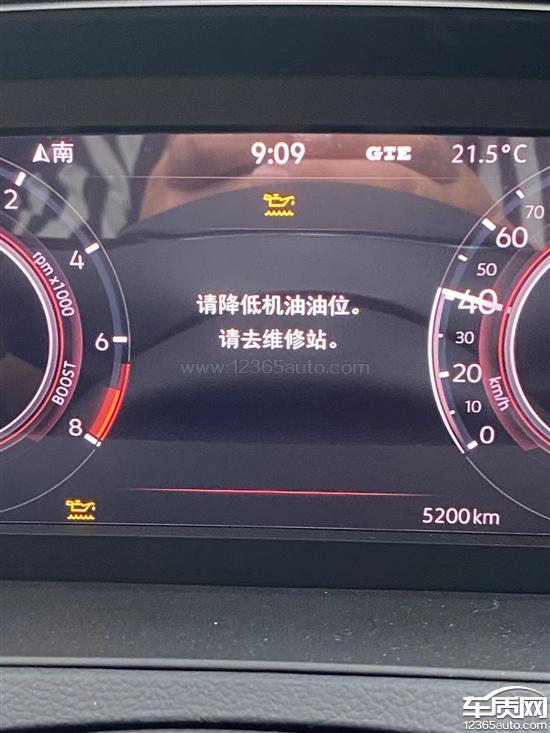 南
9:09
GTE
21.5°C
2
4
6
8
rpm x1000
BOOST
请降低机油油位。
请去维修站。
www.12365auto.com
70
60
50
40
30
20
10
0
km/h
5200km
车质网
12365auto.com